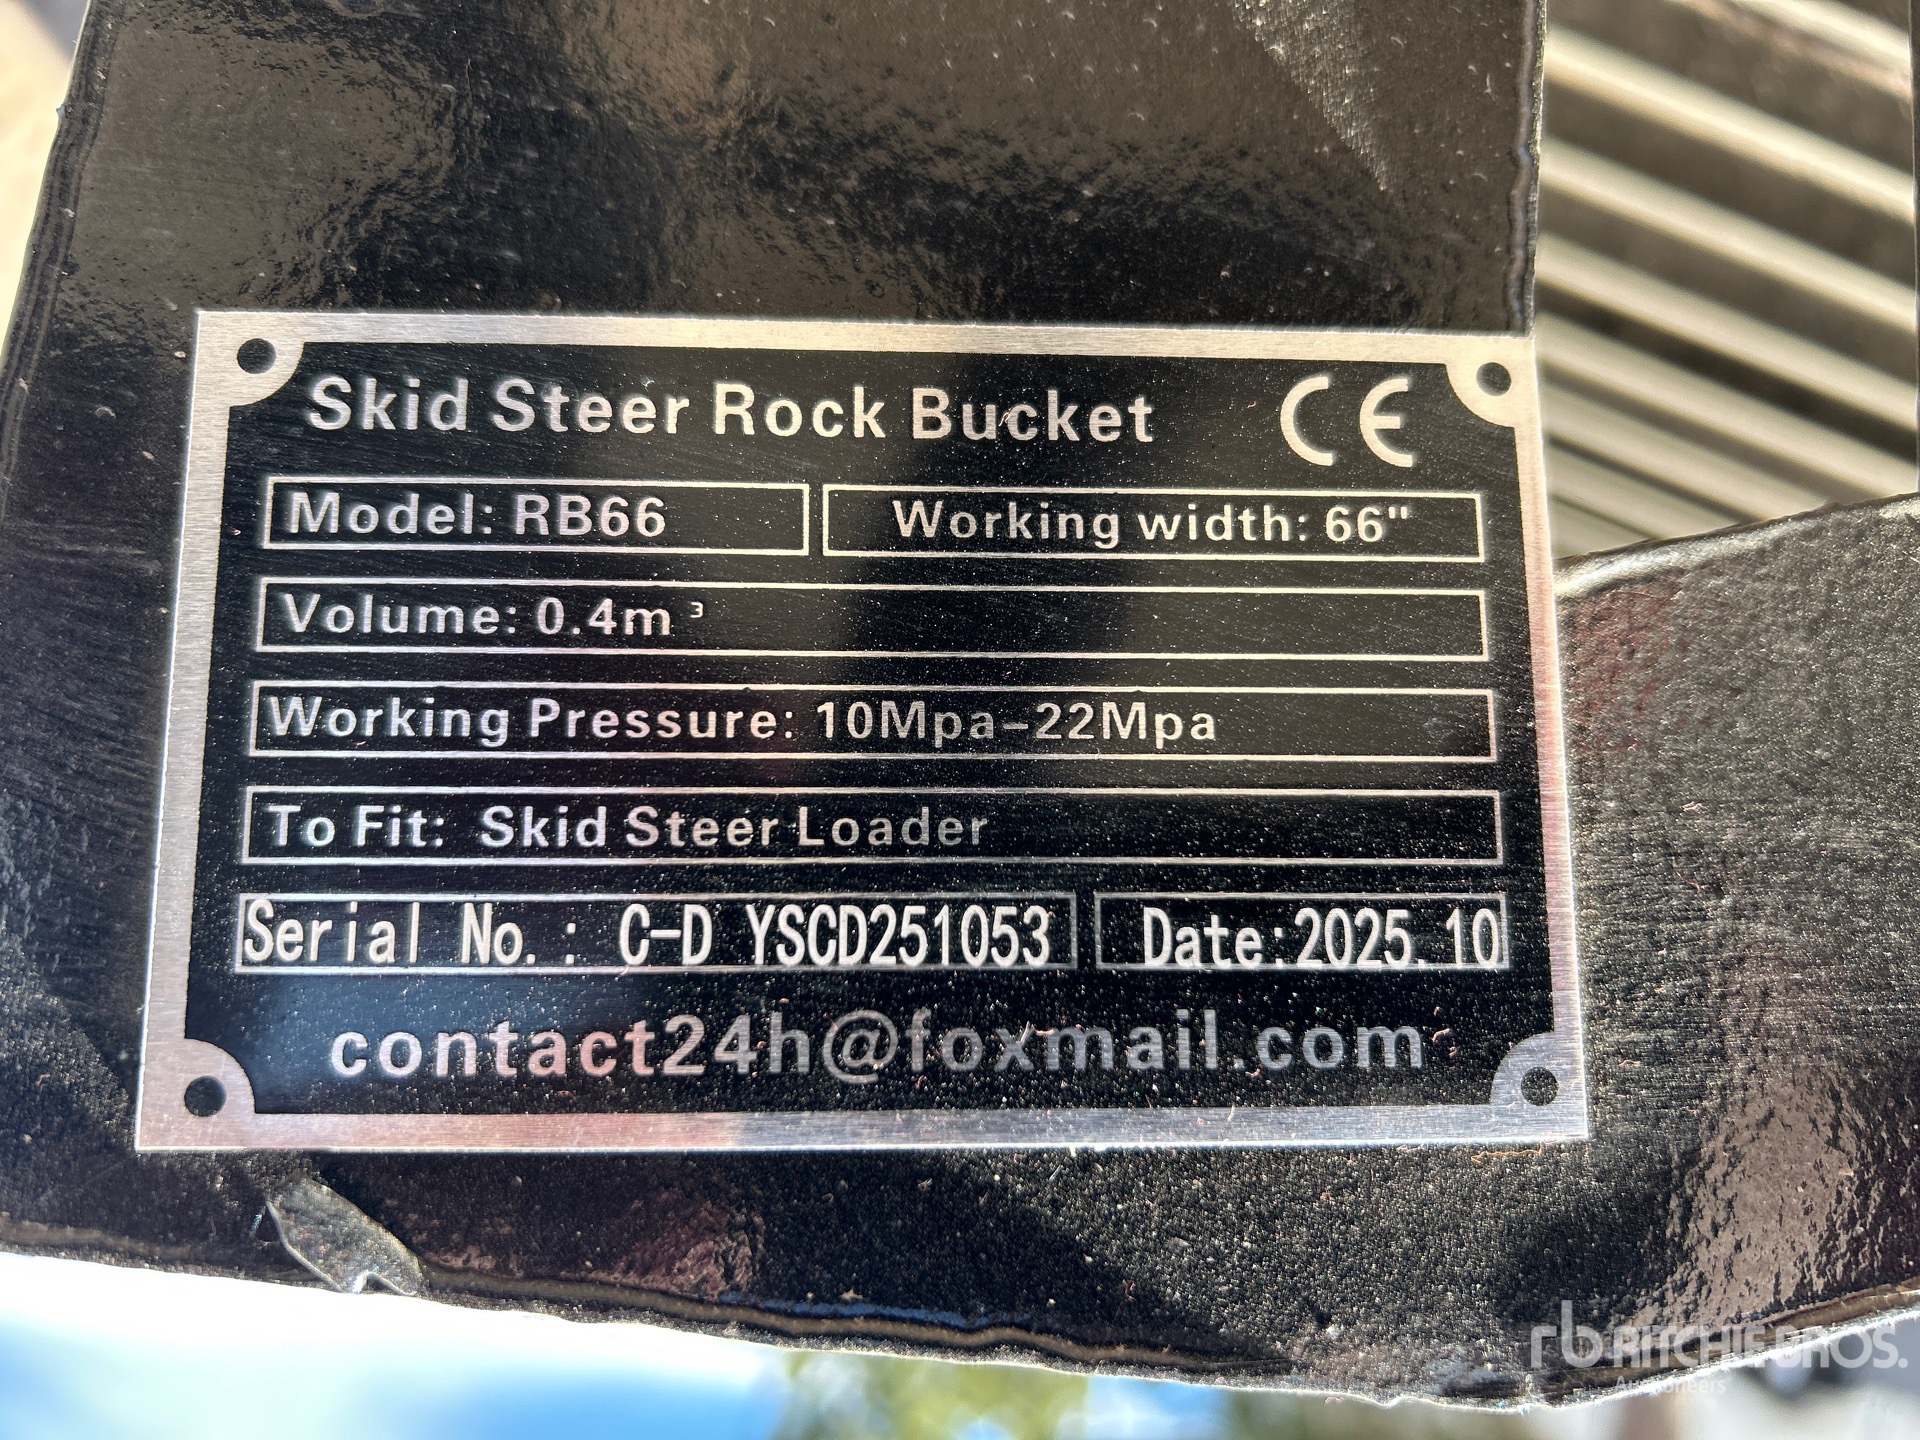 Skid Steer Rock Bucket CE
Model: RB66 Working width: 66"
Volume: 0.4m³
Working Pressure: 10Mpa-22Mpa
To Fit: Skid Steer Loader
Serial No.: C-D YSCD251053 Date:2025.10
contact24h@foxmail.com
rb RITCHIE BROS.
Auctioneers